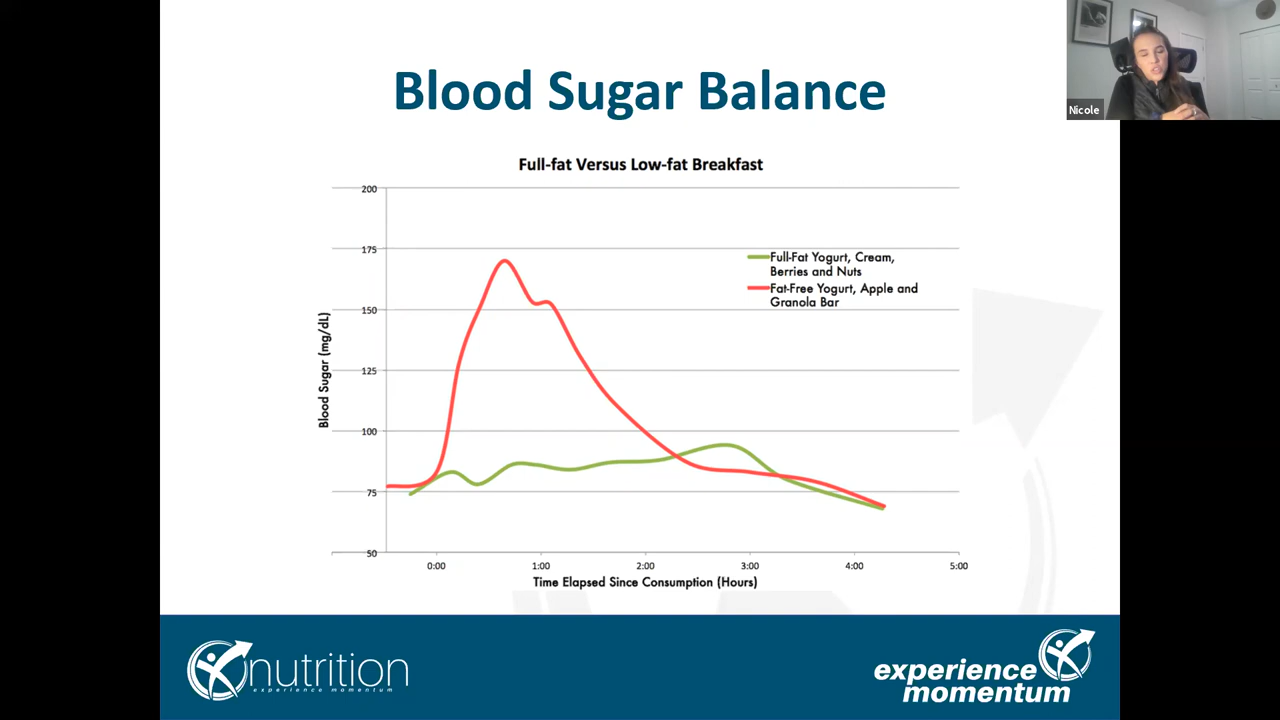 Blood Sugar Balance
Nicole
Full-fat Versus Low-fat Breakfast
200
175
150
125
100
75
50
Blood Sugar (mg/dL)
Full-Fat Yogurt, Cream,
Berries and Nuts
Fat-Free Yogurt, Apple and
Granola Bar
0:00 1:00 2:00 3:00 4:00 5:00
Time Elapsed Since Consumption (Hours)
nutrition
experience momentum
experience
momentum